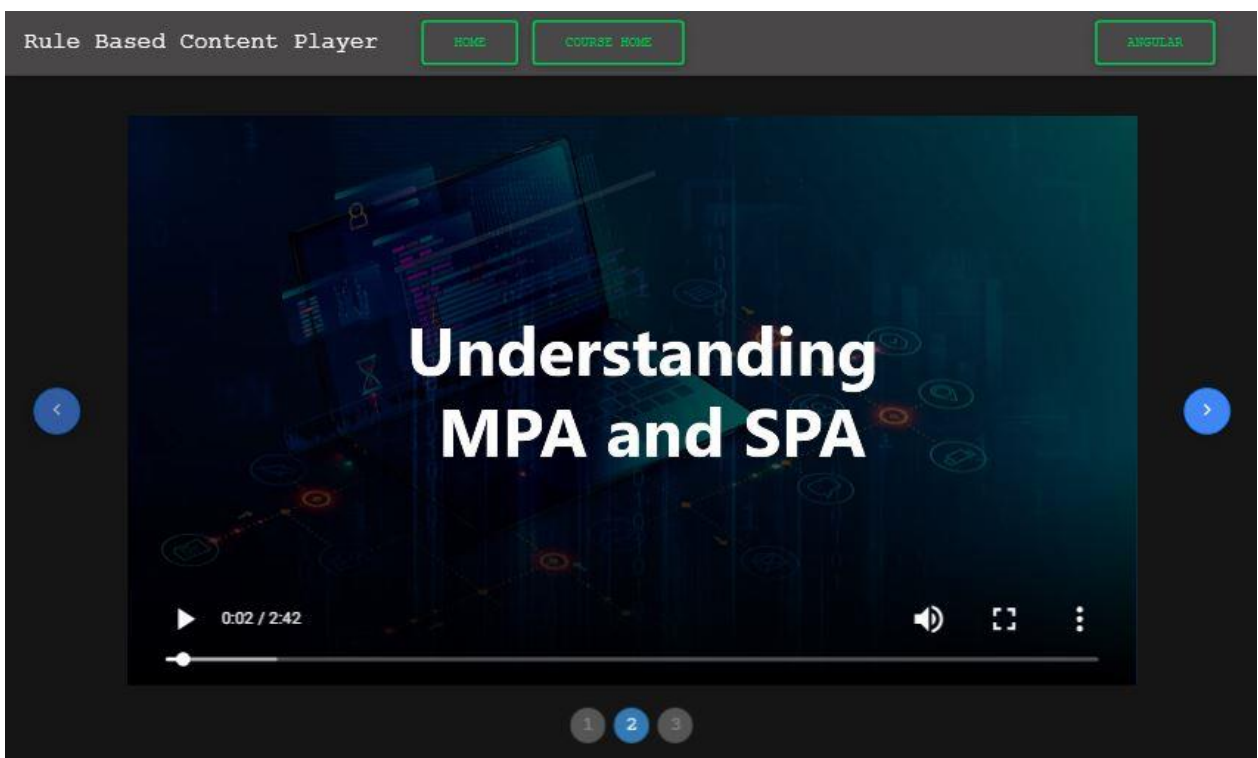 Rule Based Content Player HOME COURSE HOME ANGULAR
Understanding
MPA and SPA
0:02 / 2:42
1 2 3